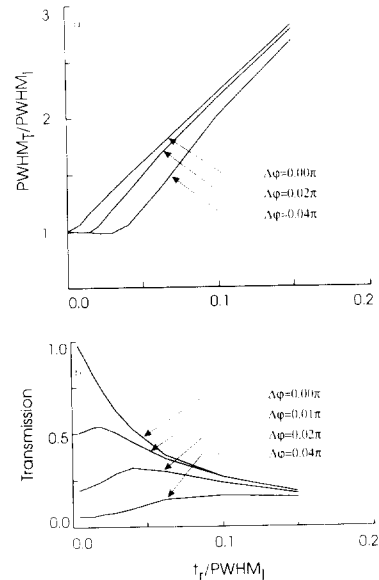 3
a
2
1
PWHM_T/PWHM_I
Δφ=0.00π
Δφ=0.02π
Δφ=0.04π
0.0 0.1 0.2
1.0
b
0.5
0.0
Transmission
Δφ=0.00π
Δφ=0.01π
Δφ=0.02π
Δφ=0.04π
0.0 0.1 0.2
t_r/PWHM_I